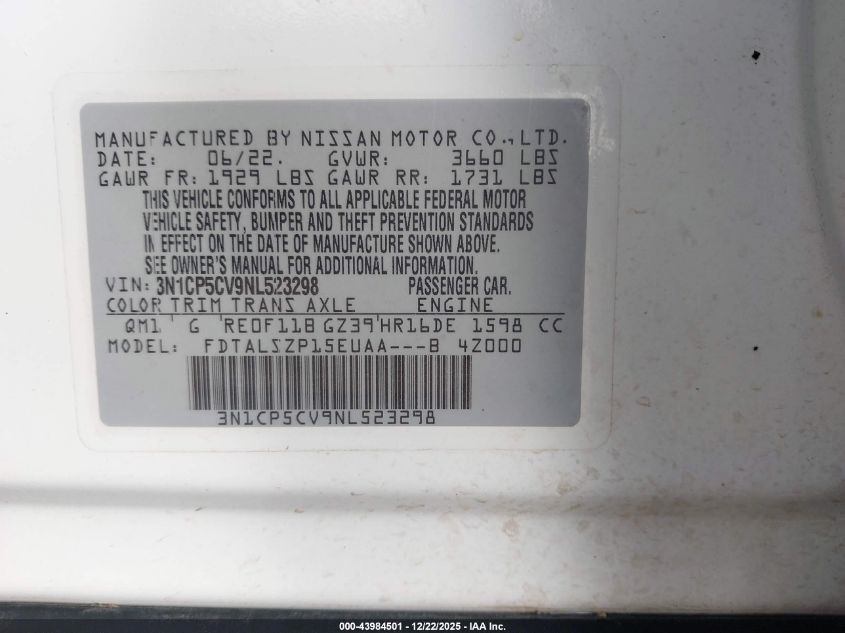 MANUFACTURED BY NISSAN MOTOR CO., LTD.
DATE: 06/22. GVWR: 3660 LBS
GAWR FR: 1929 LBS GAWR RR: 1731 LBS
THIS VEHICLE CONFORMS TO ALL APPLICABLE FEDERAL MOTOR
VEHICLE SAFETY, BUMPER AND THEFT PREVENTION STANDARDS
IN EFFECT ON THE DATE OF MANUFACTURE SHOWN ABOVE.
SEE OWNER'S MANUAL FOR ADDITIONAL INFORMATION.
VIN: 3N1CP5CV9NL523298 PASSENGER CAR.
COLOR TRIM TRANS AXLE ENGINE
QM1 ' G 'RE0F11B GZ39'HR16DE 1598 CC
MODEL: FDTALSZP15EUAA---B 4Z000
3N1CP5CV9NL523298
000-43984501 - 12/22/2025 - IAA Inc.